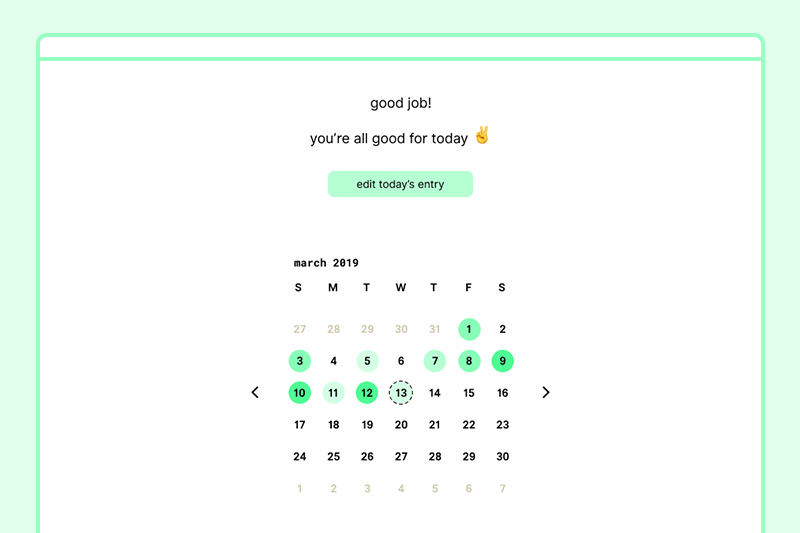 good job!
you're all good for today ✌️
edit today's entry
march 2019
S M T W T F S
27 28 29 30 31 1 2
3 4 5 6 7 8 9
10 11 12 13 14 15 16
17 18 19 20 21 22 23
24 25 26 27 28 29 30
1 2 3 4 5 6 7